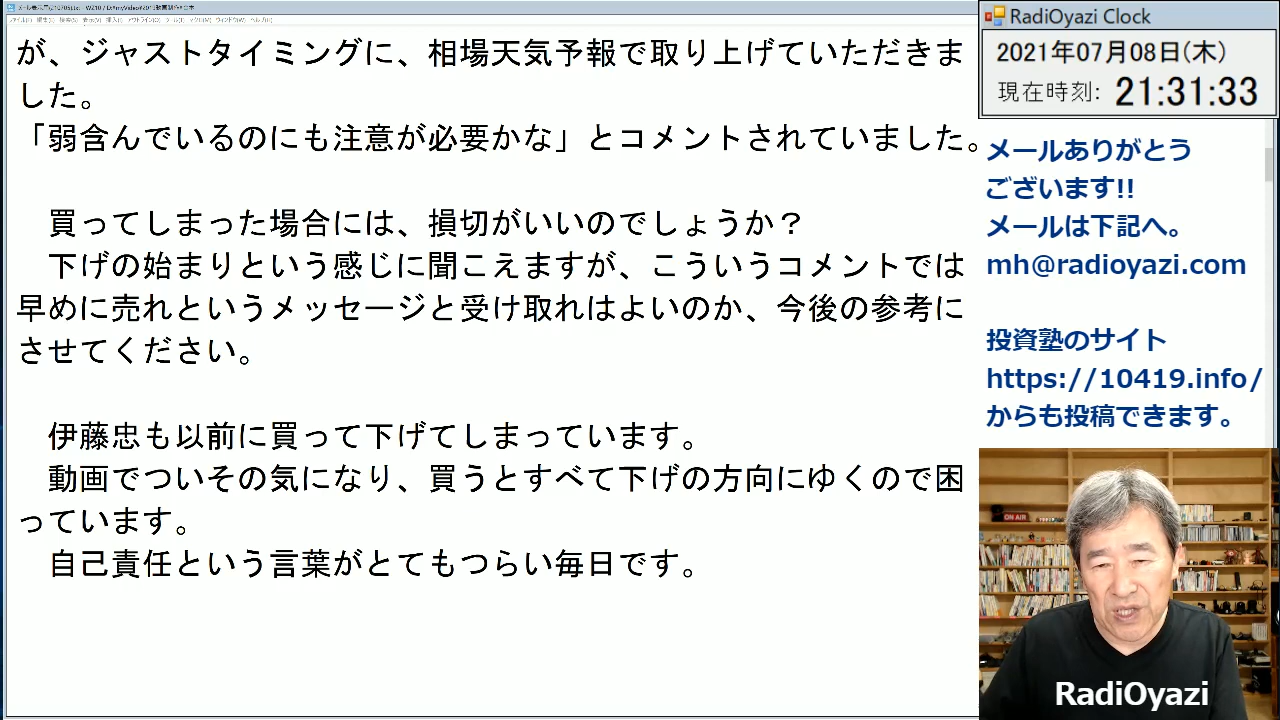 が、ジャストタイミングに、相場天気予報で取り上げていただきま
した。
「弱含んでいるのにも注意が必要かな」とコメントされていました。
買ってしまった場合には、損切がいいのでしょうか？
下げの始まりという感じに聞こえますが、こういうコメントでは
早めに売れというメッセージと受け取れはよいのか、今後の参考に
させてください。
伊藤忠も以前に買って下げてしまっています。
動画でついその気になり、買うとすべて下げの方向にゆくので困
っています。
自己責任という言葉がとてもつらい毎日です。
RadiOyazi Clock
2021年07月08日(木)
現在時刻: 21:31:33
メールありがとう
ございます!!
メールは下記へ。
mh@radioyazi.com
投資塾のサイト
https://10419.info/
からも投稿できます。
ON AIR
RadiOyazi